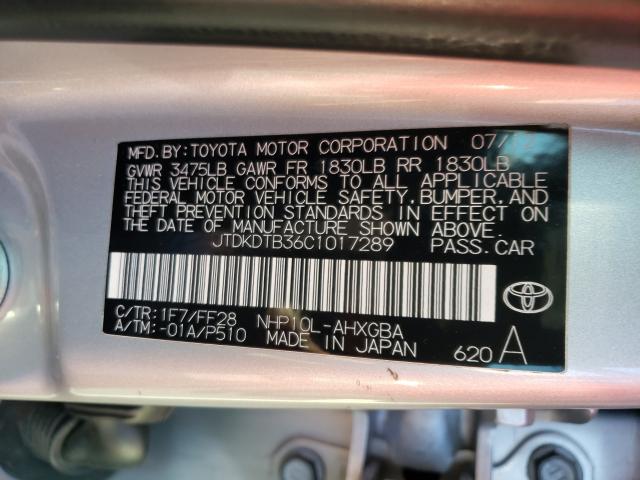 MFD.BY:TOYOTA MOTOR CORPORATION 07/12
GVWR 3475LB GAWR FR 1830LB RR 1830LB
THIS VEHICLE CONFORMS TO ALL APPLICABLE
FEDERAL MOTOR VEHICLE SAFETY,BUMPER,AND
THEFT PREVENTION STANDARDS IN EFFECT ON
THE DATE OF MANUFACTURE SHOWN ABOVE.
JTDKDTB36C1017289 PASS.CAR
C/TR:1F7/FF28 NHP10L-AHXGBA
A/TM:-01A/P510 MADE IN JAPAN 620 A